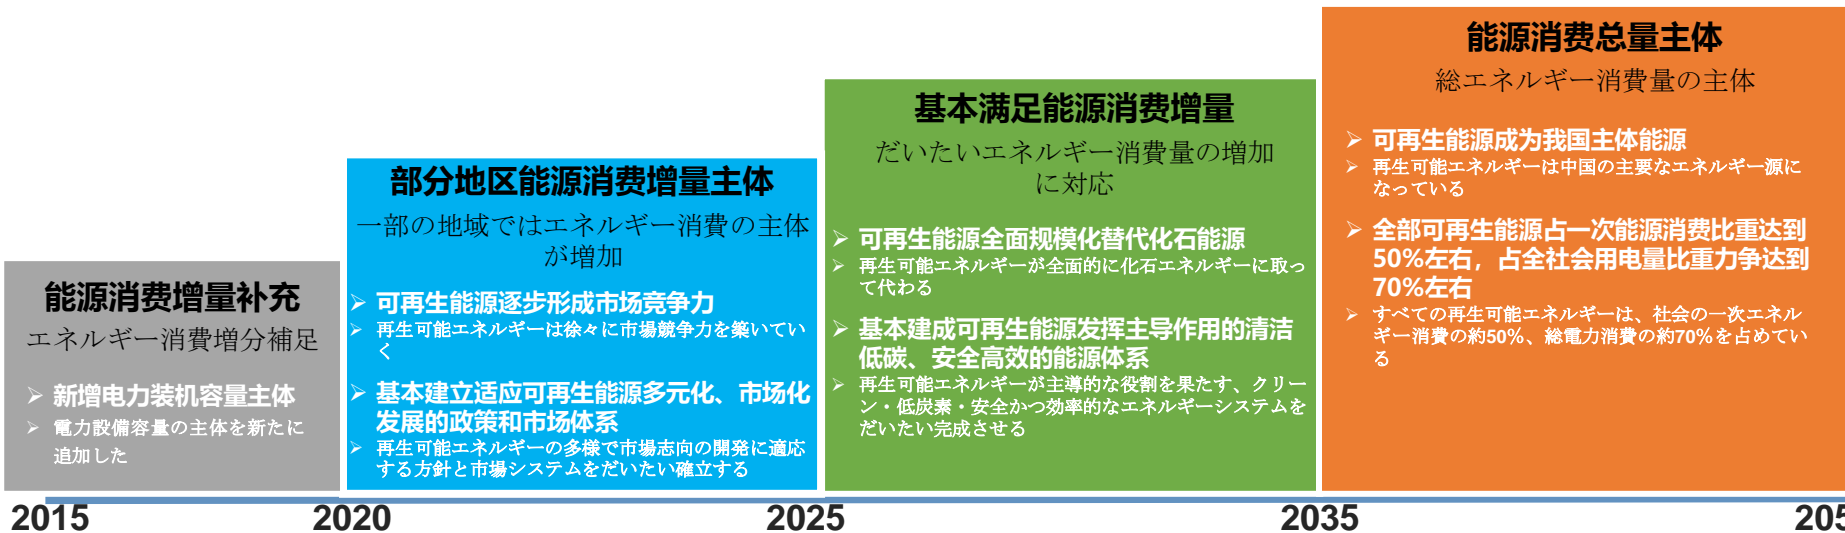 能源消费增量补充
エネルギー消費増分補足
➢ 新增电力装机容量主体
➢ 電力設備容量の主体を新たに
追加した
部分地区能源消费增量主体
一部の地域ではエネルギー消費の主体
が増加
➢ 可再生能源逐步形成市场竞争力
➢ 再生可能エネルギーは徐々に市場競争力を築いてい
く
➢ 基本建立适应可再生能源多元化、市场化
发展的政策和市场体系
➢ 再生可能エネルギーの多様で市場志向の開発に適応
する方針と市場システムをだいたい確立する
基本满足能源消费增量
だいたいエネルギー消費量の増加
に対応
➢ 可再生能源全面规模化替代化石能源
➢ 再生可能エネルギーが全面的に化石エネルギーに取っ
て代わる
➢ 基本建成可再生能源发挥主导作用的清洁
低碳、安全高效的能源体系
➢ 再生可能エネルギーが主導的な役割を果たす、クリー
ン・低炭素・安全かつ効率的なエネルギーシステムを
だいたい完成させる
能源消费总量主体
総エネルギー消費量の主体
➢ 可再生能源成为我国主体能源
➢ 再生可能エネルギーは中国の主要なエネルギー源に
なっている
➢ 全部可再生能源占一次能源消费比重达到
50%左右，占全社会用电量比重力争达到
70%左右
➢ すべての再生可能エネルギーは、社会の一次エネル
ギー消費の約50%、総電力消費の約70%を占めてい
る
2015 2020 2025 2035 205